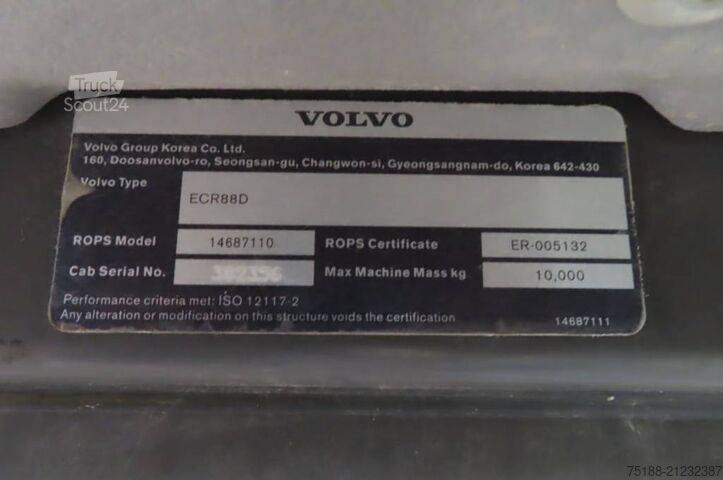 Truck
Scout24
VOLVO
Volvo Group Korea Co. Ltd.
160, Doosanvolvo-ro, Seongsan-gu, Changwon-si, Gyeongsangnam-do, Korea 642-430
Volvo Type
ECR88D
ROPS Model 14687110 ROPS Certificate ER-005132
Cab Serial No. Max Machine Mass kg 10,000
Performance criteria met: ISO 12117-2
Any alteration or modification on this structure voids the certification
14687111
75188-21232387